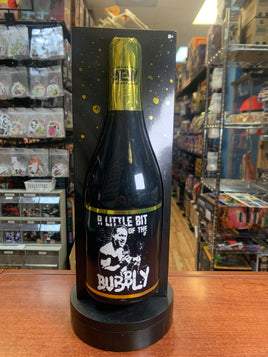 A LITTLE BIT
OF THE
BUBBLY